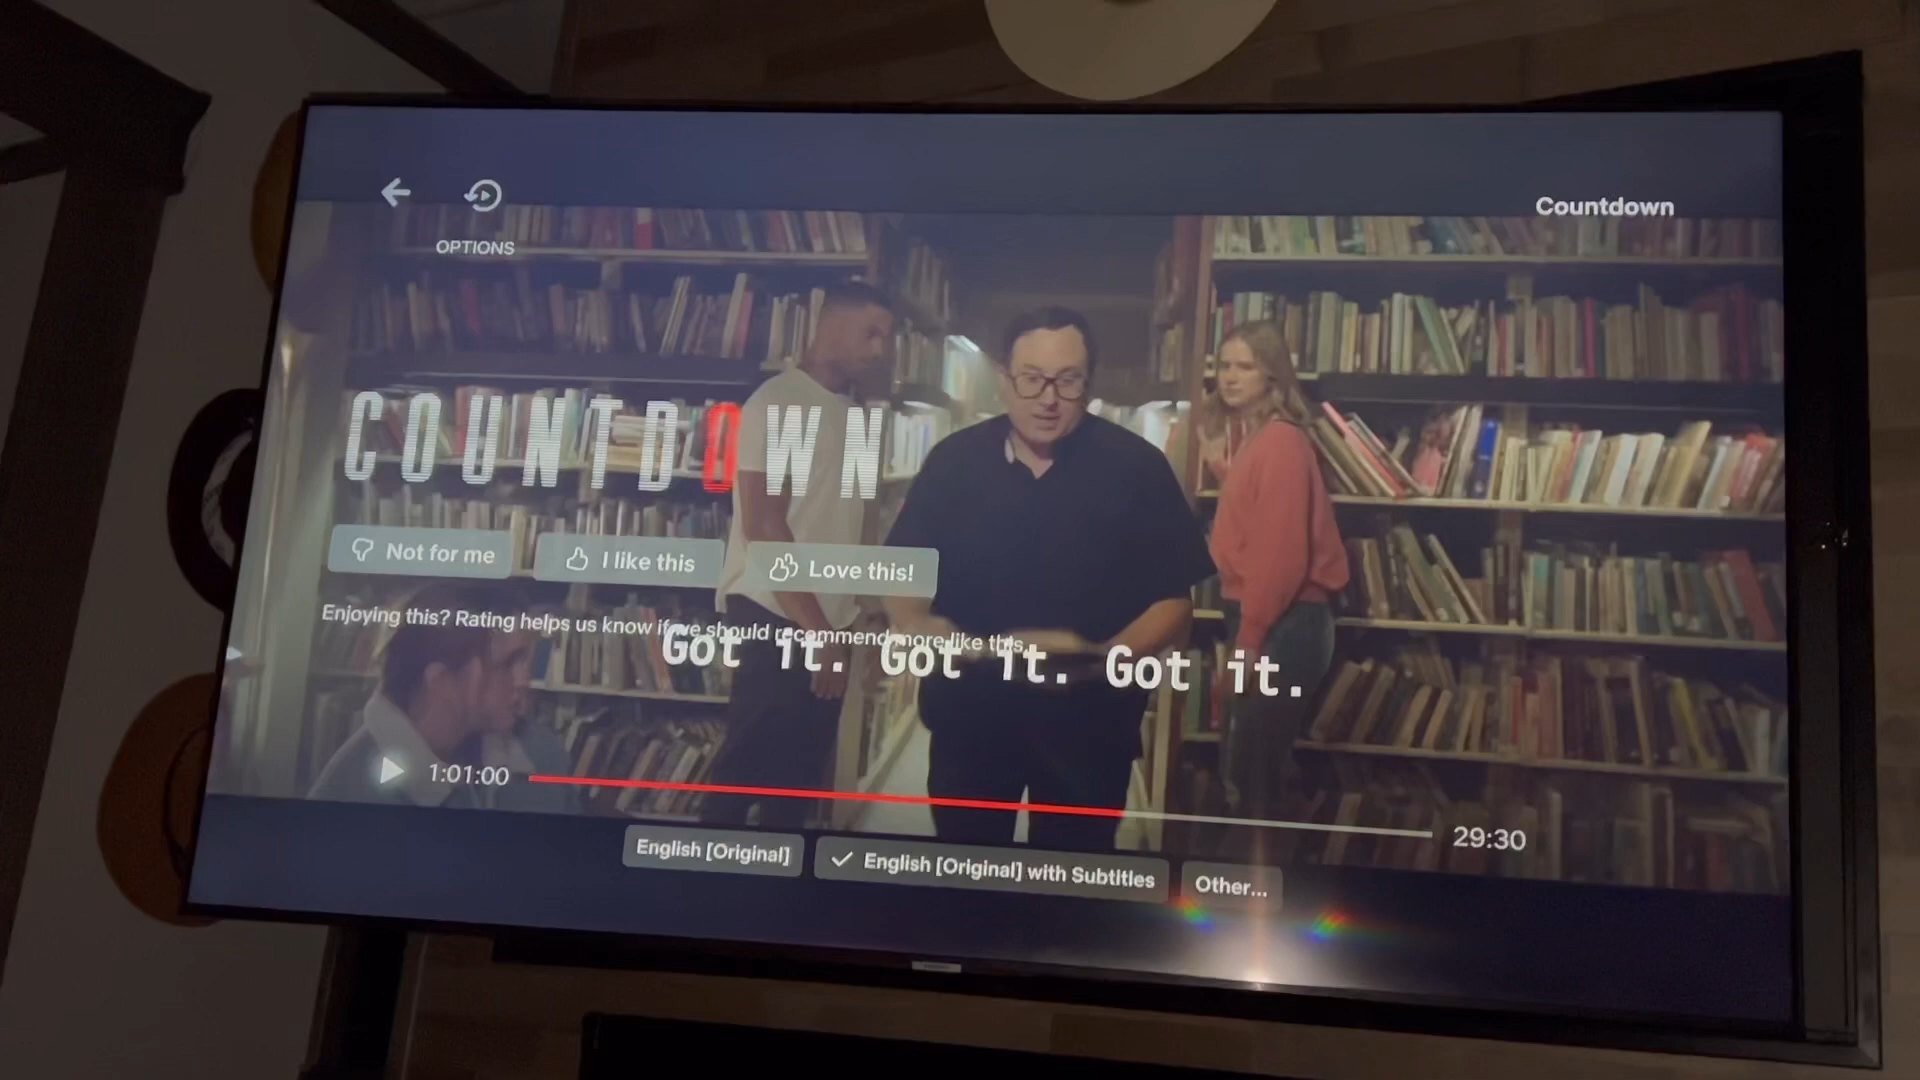 Countdown
OPTIONS
COUNTDOWN
Not for me
I like this
Love this!
Enjoying this? Rating helps us know if we should recommend more like this.
Got it. Got it. Got it.
1:01:00
29:30
English [Original]
English [Original] with Subtitles
Other...